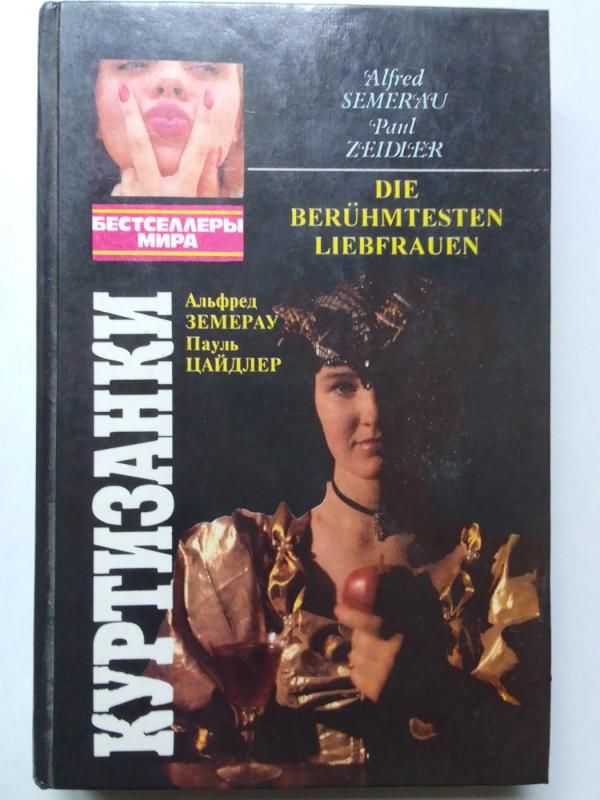 Alfred
SEMERAU
Paul
ZEIDLER
DIE
BERÜHMTESTEN
LIEBFRAUEN
БЕСТСЕЛЛЕРЫ
МИРА
Альфред
ЗЕМЕРАУ
Пауль
ЦАЙДЛЕР
КУРТИЗАНКИ